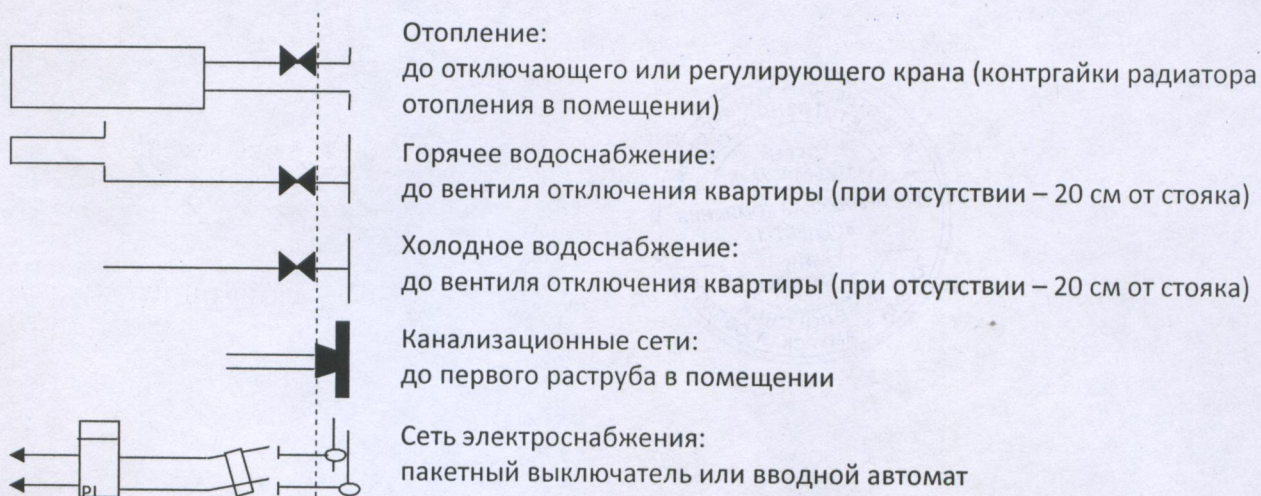 Отопление:
до отключающего или регулирующего крана (контргайки радиатора
отопления в помещении)
Горячее водоснабжение:
до вентиля отключения квартиры (при отсутствии – 20 см от стояка)
Холодное водоснабжение:
до вентиля отключения квартиры (при отсутствии – 20 см от стояка)
Канализационные сети:
до первого раструба в помещении
Сеть электроснабжения:
пакетный выключатель или вводной автомат
PI